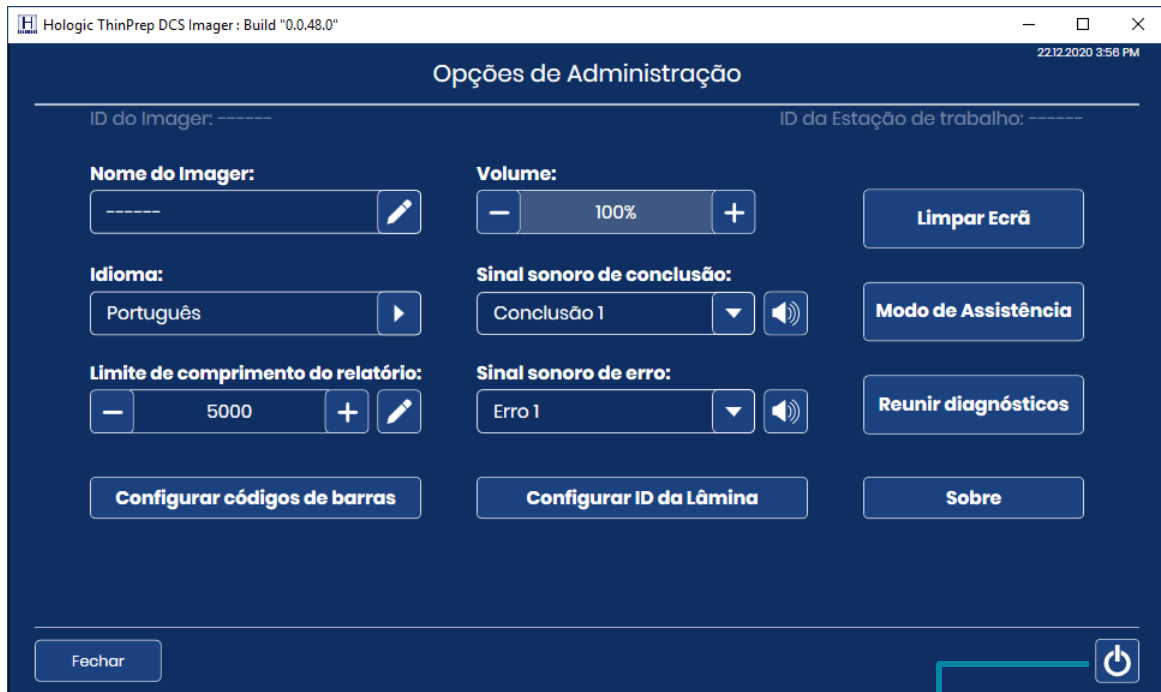 Hologic ThinPrep DCS Imager : Build "0.0.48.0"
22.12.2020 3:56 PM
Opções de Administração
ID do Imager: ------
ID da Estação de trabalho: ------
Nome do Imager:
------
Volume:
100%
Limpar Ecrã
Idioma:
Português
Sinal sonoro de conclusão:
Conclusão 1
Modo de Assistência
Limite de comprimento do relatório:
5000
Sinal sonoro de erro:
Erro 1
Reunir diagnósticos
Configurar códigos de barras
Configurar ID da Lâmina
Sobre
Fechar